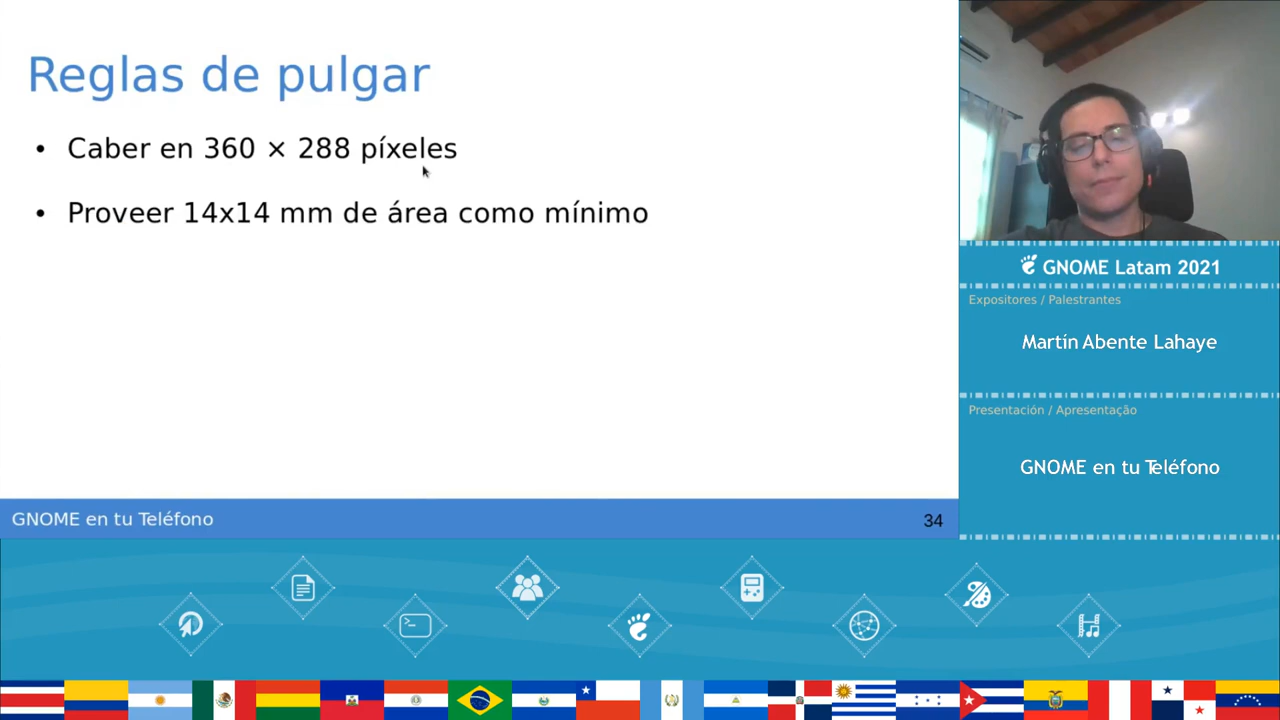 Reglas de pulgar
• Caber en 360 × 288 píxeles
• Proveer 14x14 mm de área como mínimo
GNOME en tu Teléfono
34
GNOME Latam 2021
Expositores / Palestrantes
Martín Abente Lahaye
Presentación / Apresentação
GNOME en tu Teléfono